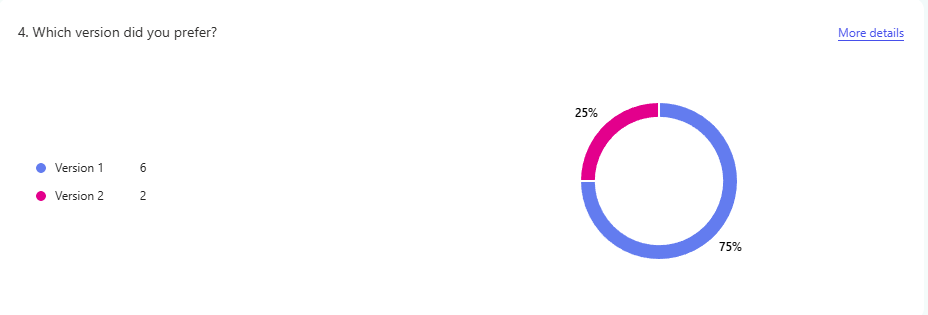 4. Which version did you prefer?
More details
Version 1 6
Version 2 2
25%
75%